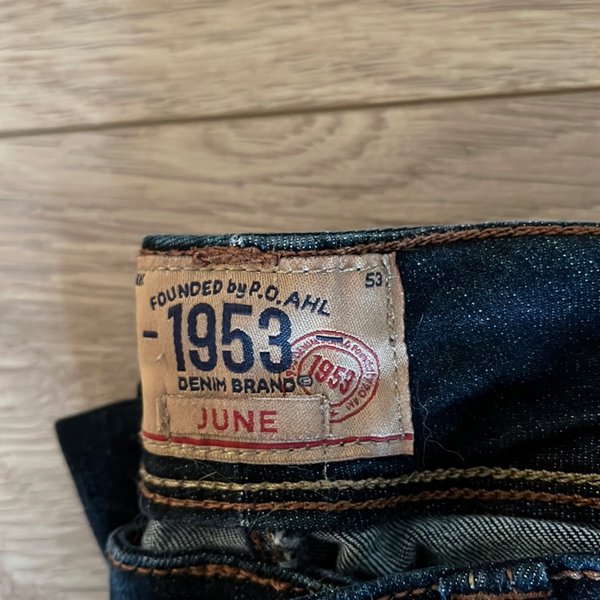 53
FOUNDED by P.O. AHL
-1953-
DENIM BRAND©
1953
JUNE